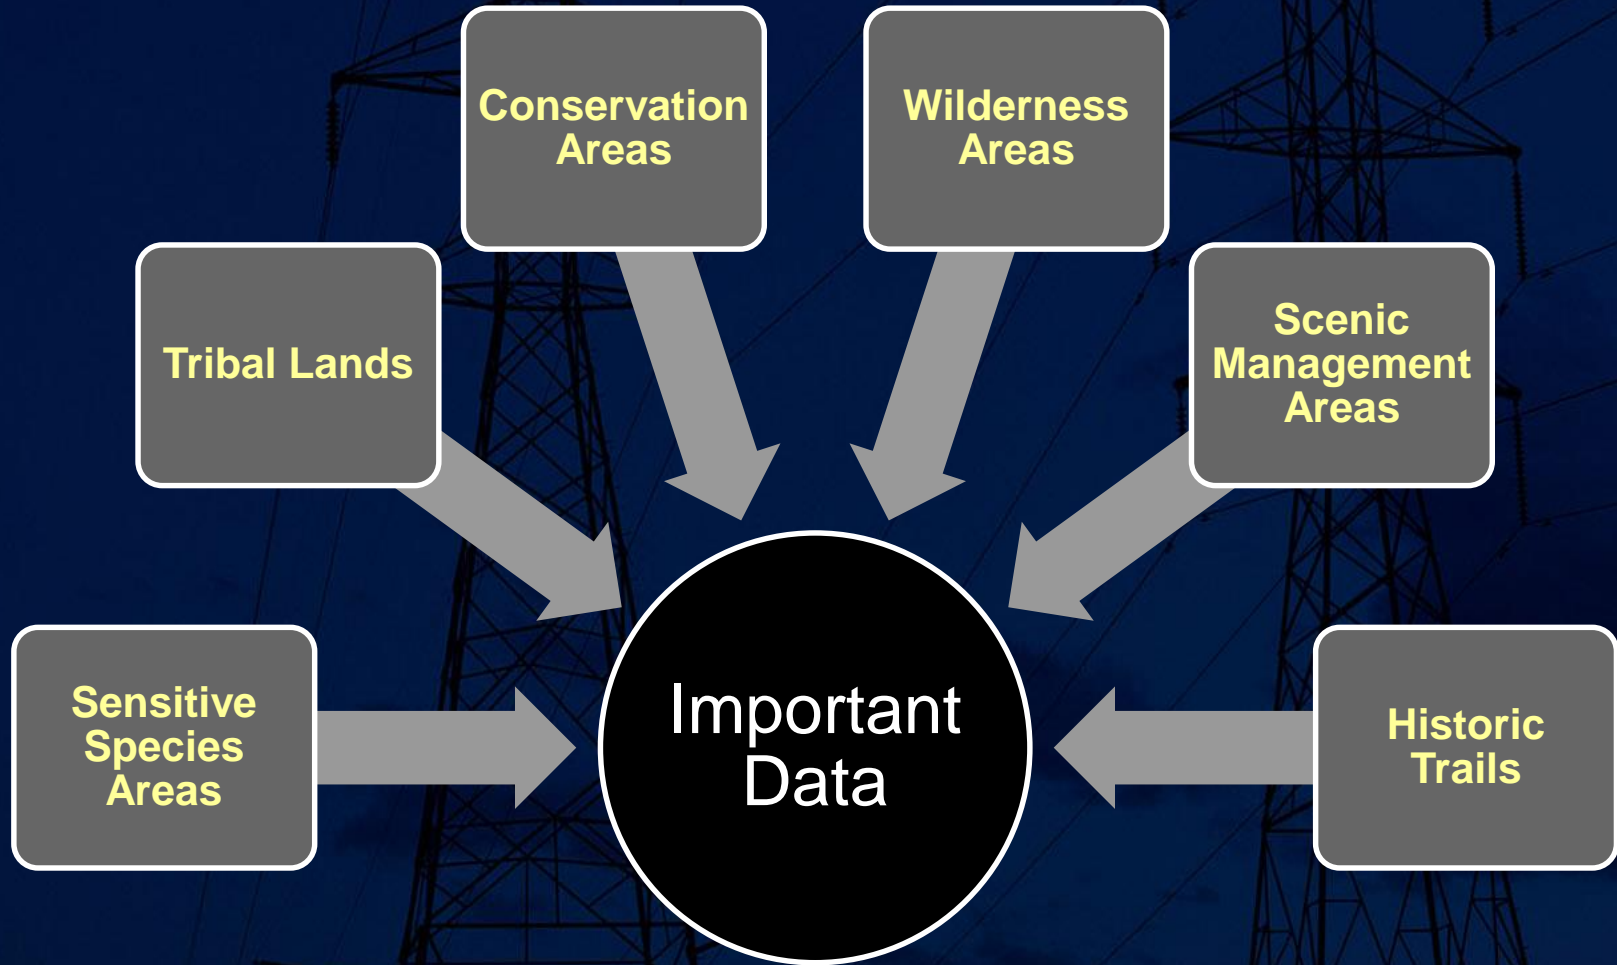 Conservation
Areas
Wilderness
Areas
Tribal Lands
Scenic
Management
Areas
Sensitive
Species
Areas
Important
Data
Historic
Trails